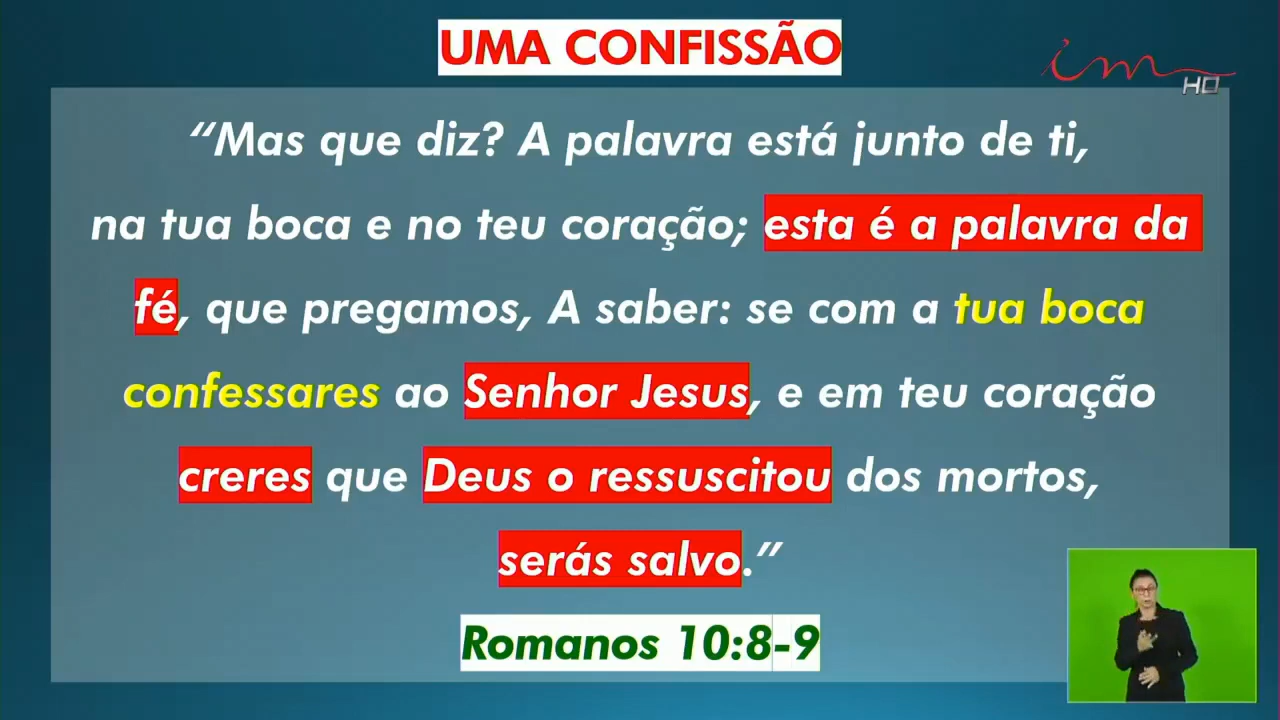 UMA CONFISSÃO
im
HD
“Mas que diz? A palavra está junto de ti,
na tua boca e no teu coração; esta é a palavra da
fé, que pregamos, A saber: se com a tua boca
confessares ao Senhor Jesus, e em teu coração
creres que Deus o ressuscitou dos mortos,
serás salvo.”
Romanos 10:8-9